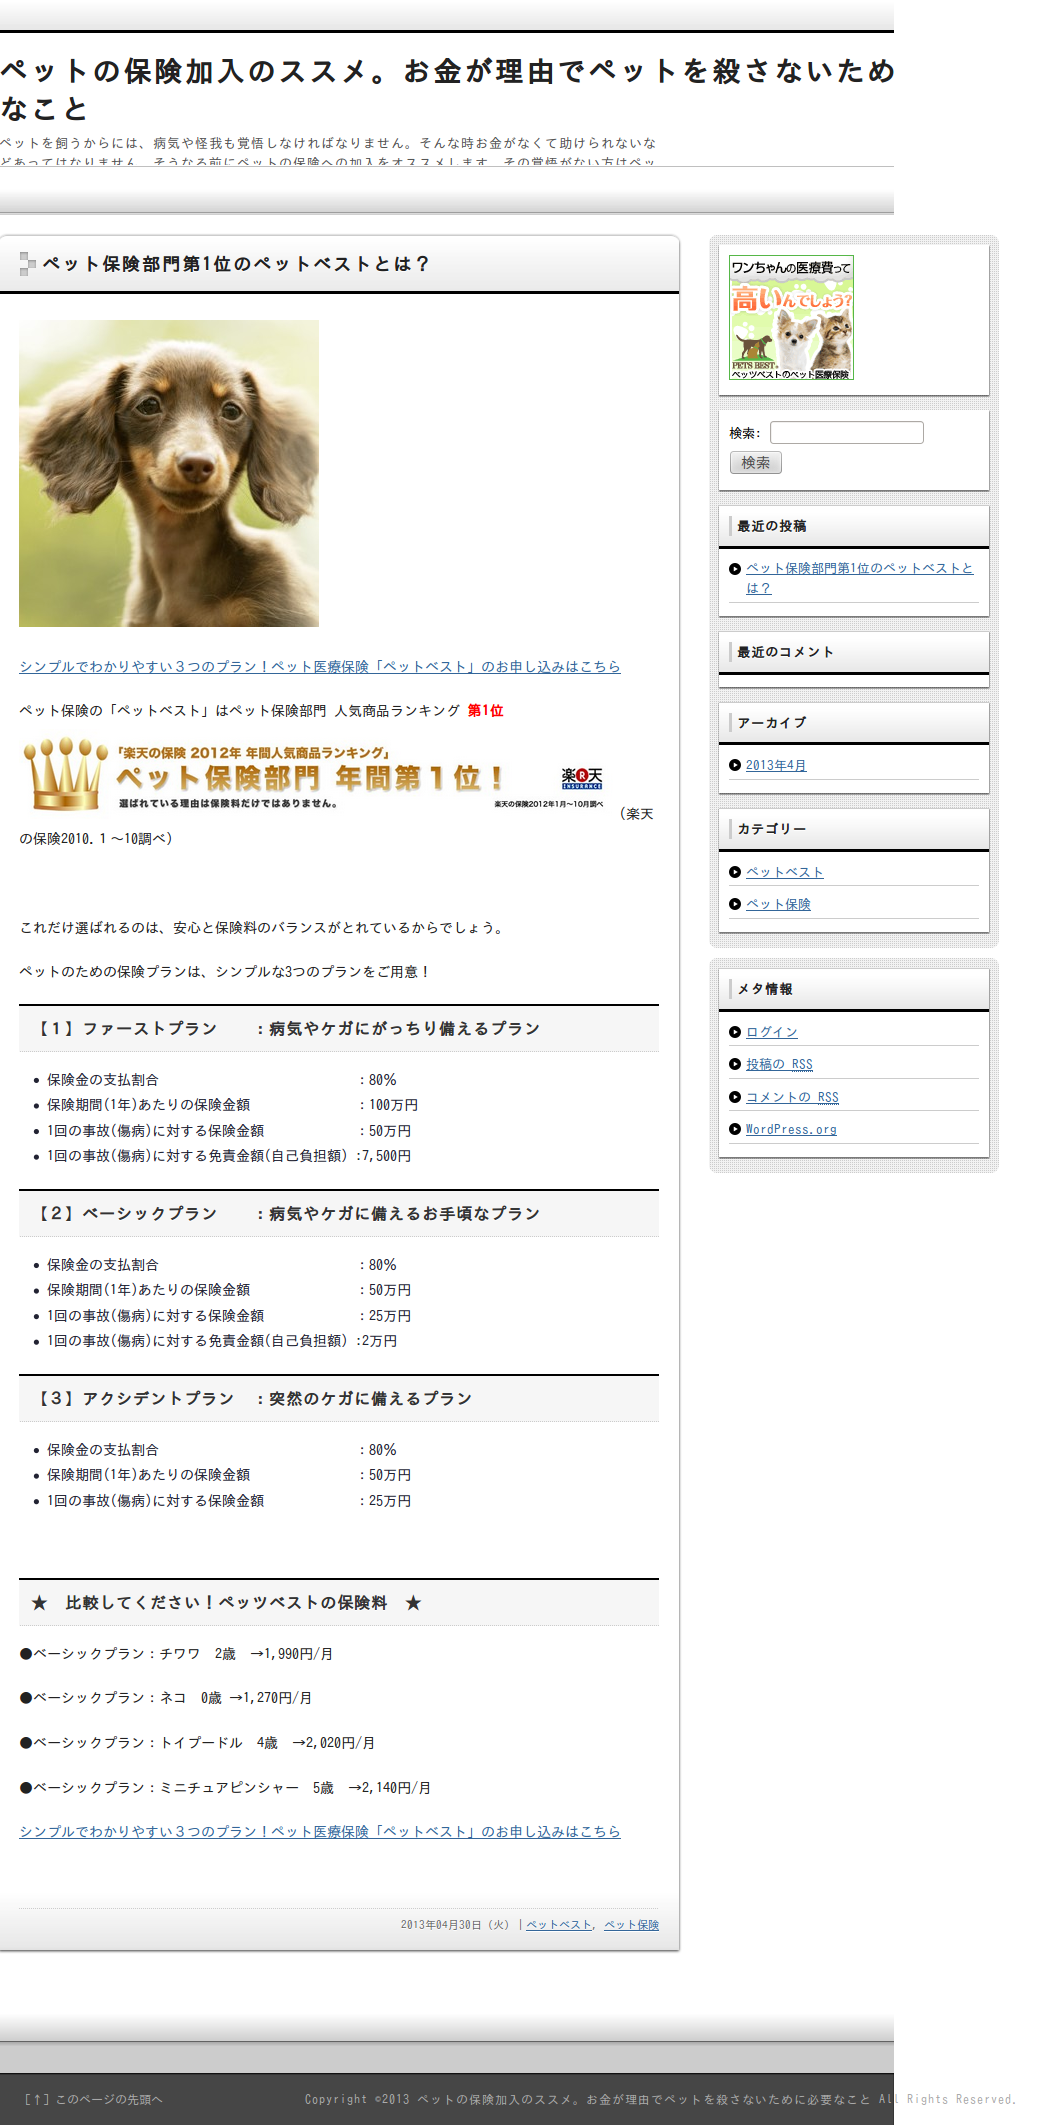 ペットの保険加入のススメ。お金が理由でペットを殺さないため
なこと
ペットを飼うからには、病気や怪我も覚悟しなければなりません。そんな時お金がなくて助けられないな
どあってはなりません。そうなる前にペットの保険への加入をオススメします。その覚悟がない方はペッ
ペット保険部門第1位のペットベストとは？
シンプルでわかりやすい３つのプラン！ペット医療保険「ペットベスト」のお申し込みはこちら
ペット保険の「ペットベスト」はペット保険部門 人気商品ランキング 第1位
「楽天の保険 2012年 年間人気商品ランキング」
ペット保険部門 年間第１位！
選ばれている理由は保険料だけではありません。
楽天
INSURANCE
楽天の保険2012年1月〜10月調べ
（楽天
の保険2010.１〜10調べ）
これだけ選ばれるのは、安心と保険料のバランスがとれているからでしょう。
ペットのための保険プランは、シンプルな3つのプランをご用意！
【１】ファーストプラン　　：病気やケガにがっちり備えるプラン
保険金の支払割合　　　　　　　　　　　　　　：80％
保険期間(1年)あたりの保険金額　　　　　　　　：100万円
1回の事故(傷病)に対する保険金額　　　　　　　：50万円
1回の事故(傷病)に対する免責金額(自己負担額) :7,500円
【２】ベーシックプラン　　：病気やケガに備えるお手頃なプラン
保険金の支払割合　　　　　　　　　　　　　　：80％
保険期間(1年)あたりの保険金額　　　　　　　　：50万円
1回の事故(傷病)に対する保険金額　　　　　　　：25万円
1回の事故(傷病)に対する免責金額(自己負担額) :2万円
【３】アクシデントプラン　：突然のケガに備えるプラン
保険金の支払割合　　　　　　　　　　　　　　：80％
保険期間(1年)あたりの保険金額　　　　　　　　：50万円
1回の事故(傷病)に対する保険金額　　　　　　　：25万円
★　比較してください！ペッツベストの保険料　★
●ベーシックプラン：チワワ　2歳　→1,990円/月
●ベーシックプラン：ネコ　0歳 →1,270円/月
●ベーシックプラン：トイプードル　4歳　→2,020円/月
●ベーシックプラン：ミニチュアピンシャー　5歳　→2,140円/月
シンプルでわかりやすい３つのプラン！ペット医療保険「ペットベスト」のお申し込みはこちら
2013年04月30日（火）｜ペットベスト, ペット保険
ワンちゃんの医療費って
高いんでしょう?
PETS BEST
ペッツベストのペット医療保険
検索:
検索
最近の投稿
ペット保険部門第1位のペットベストと
は？
最近のコメント
アーカイブ
2013年4月
カテゴリー
ペットベスト
ペット保険
メタ情報
ログイン
投稿の RSS
コメントの RSS
WordPress.org
［↑］このページの先頭へ
Copyright ©2013 ペットの保険加入のススメ。お金が理由でペットを殺さないために必要なこと All Rights Reserved.